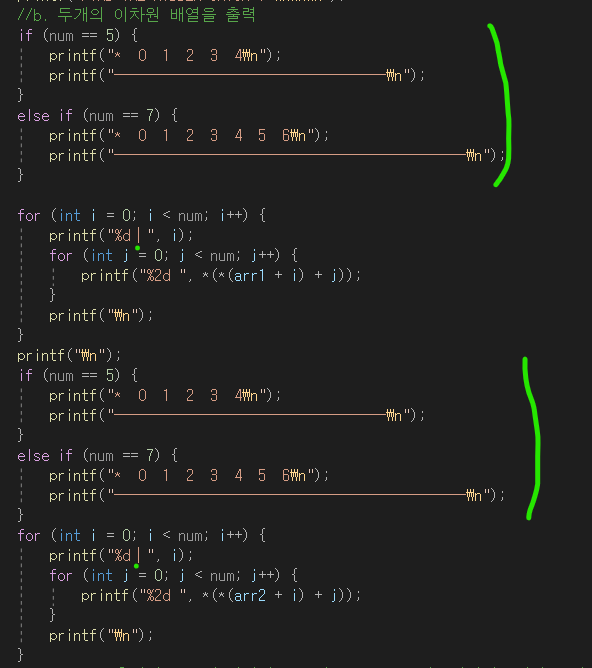 //b. 두개의 이차원 배열을 출력
if (num == 5) {
printf("*  0  1  2  3  4₩n");
printf("──────────────────────────────────₩n");
}
else if (num == 7) {
printf("*  0  1  2  3  4  5  6₩n");
printf("────────────────────────────────────────────₩n");
}
for (int i = 0; i < num; i++) {
printf("%d│ ", i);
for (int j = 0; j < num; j++) {
printf("%2d ", *(*(arr1 + i) + j));
}
printf("₩n");
}
printf("₩n");
if (num == 5) {
printf("*  0  1  2  3  4₩n");
printf("──────────────────────────────────₩n");
}
else if (num == 7) {
printf("*  0  1  2  3  4  5  6₩n");
printf("────────────────────────────────────────────₩n");
}
for (int i = 0; i < num; i++) {
printf("%d│ ", i);
for (int j = 0; j < num; j++) {
printf("%2d ", *(*(arr2 + i) + j));
}
printf("₩n");
}